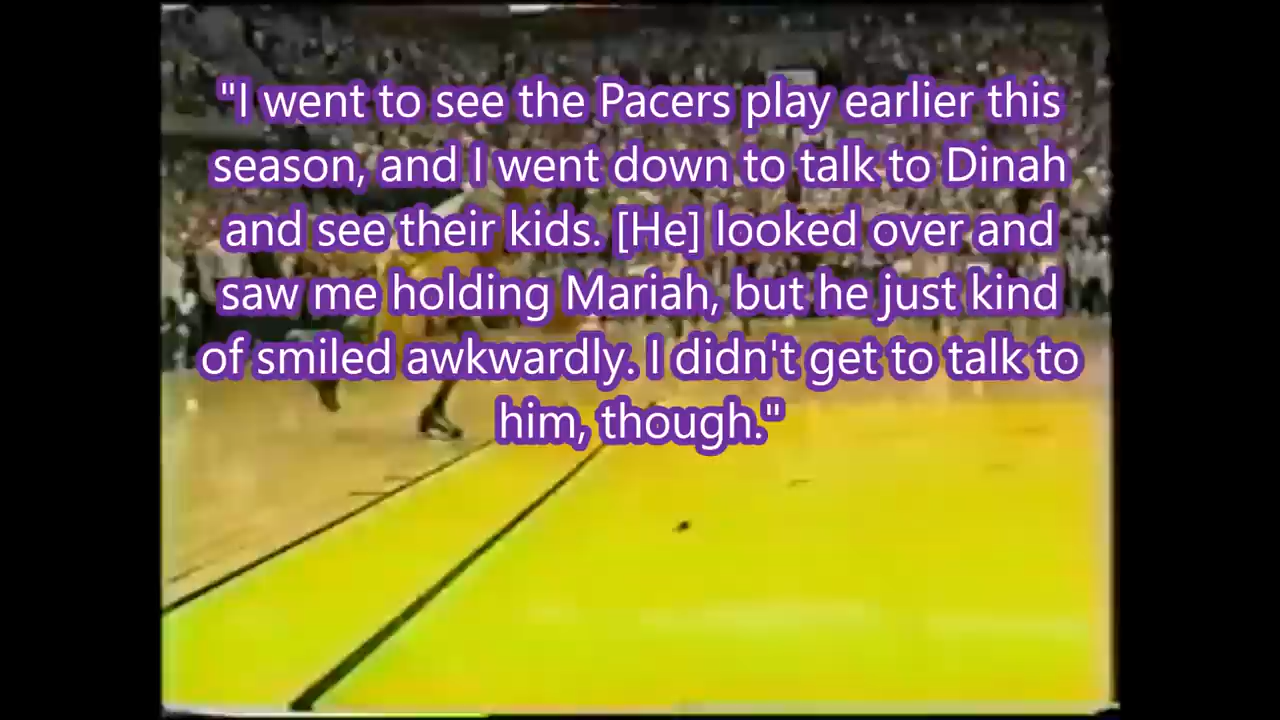 "I went to see the Pacers play earlier this
season, and I went down to talk to Dinah
and see their kids. [He] looked over and
saw me holding Mariah, but he just kind
of smiled awkwardly. I didn't get to talk to
him, though."